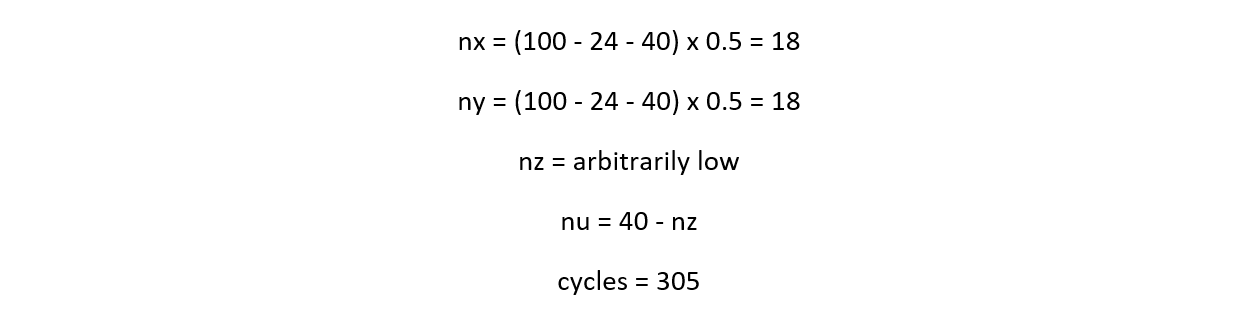 nx = (100 - 24 - 40) x 0.5 = 18
ny = (100 - 24 - 40) x 0.5 = 18
nz = arbitrarily low
nu = 40 - nz
cycles = 305